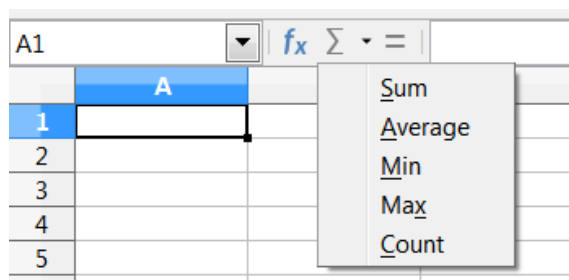 A1 fx Σ =
A
1
Sum
2
Average
3
Min
4
Max
5
Count